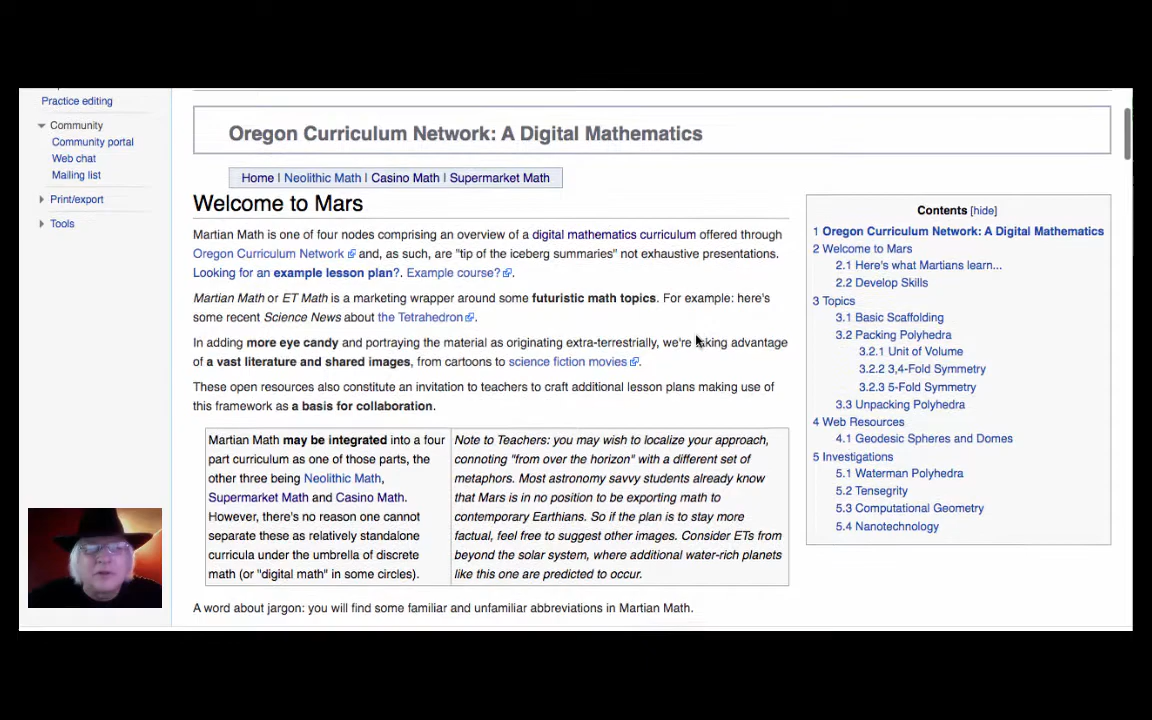 Practice editing
Community
Community portal
Web chat
Mailing list
Print/export
Tools
Oregon Curriculum Network: A Digital Mathematics
Home | Neolithic Math | Casino Math | Supermarket Math
Welcome to Mars
Martian Math is one of four nodes comprising an overview of a digital mathematics curriculum offered through
Oregon Curriculum Network and, as such, are "tip of the iceberg summaries" not exhaustive presentations.
Looking for an example lesson plan?. Example course?.
Martian Math or ET Math is a marketing wrapper around some futuristic math topics. For example: here's
some recent Science News about the Tetrahedron.
In adding more eye candy and portraying the material as originating extra-terrestrially, we're taking advantage
of a vast literature and shared images, from cartoons to science fiction movies.
These open resources also constitute an invitation to teachers to craft additional lesson plans making use of
this framework as a basis for collaboration.
Martian Math may be integrated into a four
part curriculum as one of those parts, the
other three being Neolithic Math,
Supermarket Math and Casino Math.
However, there's no reason one cannot
separate these as relatively standalone
curricula under the umbrella of discrete
math (or "digital math" in some circles).
Note to Teachers: you may wish to localize your approach,
connoting "from over the horizon" with a different set of
metaphors. Most astronomy savvy students already know
that Mars is in no position to be exporting math to
contemporary Earthians. So if the plan is to stay more
factual, feel free to suggest other images. Consider ETs from
beyond the solar system, where additional water-rich planets
like this one are predicted to occur.
A word about jargon: you will find some familiar and unfamiliar abbreviations in Martian Math.
Contents [hide]
1 Oregon Curriculum Network: A Digital Mathematics
2 Welcome to Mars
2.1 Here's what Martians learn...
2.2 Develop Skills
3 Topics
3.1 Basic Scaffolding
3.2 Packing Polyhedra
3.2.1 Unit of Volume
3.2.2 3,4-Fold Symmetry
3.2.3 5-Fold Symmetry
3.3 Unpacking Polyhedra
4 Web Resources
4.1 Geodesic Spheres and Domes
5 Investigations
5.1 Waterman Polyhedra
5.2 Tensegrity
5.3 Computational Geometry
5.4 Nanotechnology